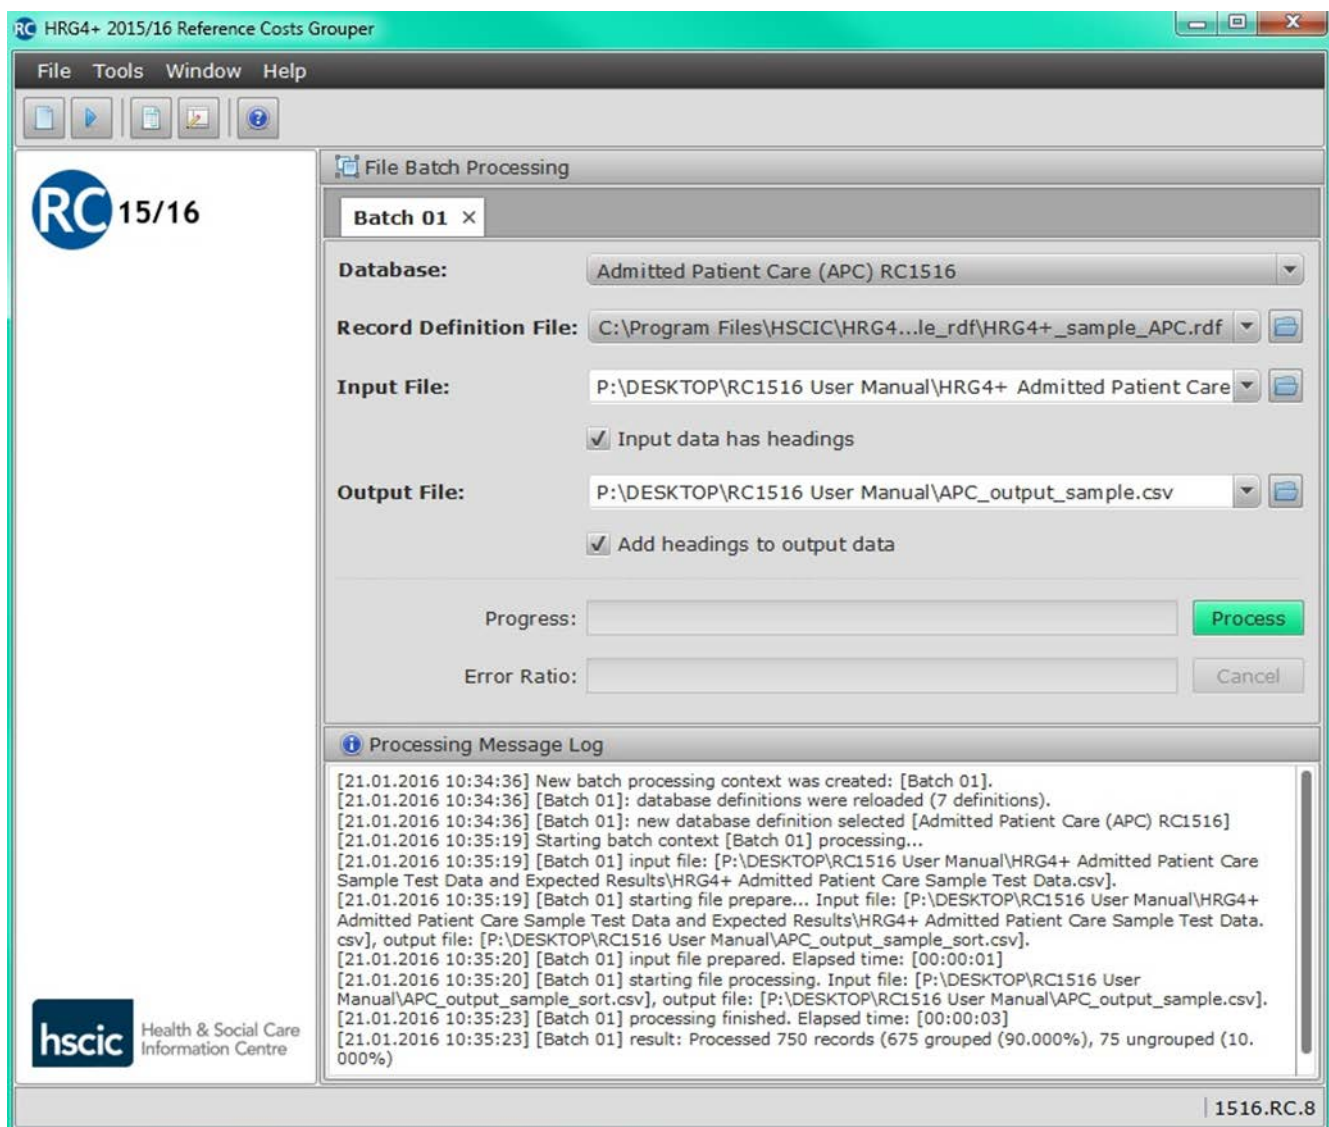 RC HRG4+ 2015/16 Reference Costs Grouper
File Tools Window Help
RC 15/16
File Batch Processing
Batch 01 ×
Database: Admitted Patient Care (APC) RC1516
Record Definition File: C:\Program Files\HSCIC\HRG4...le_rdf\HRG4+_sample_APC.rdf
Input File: P:\DESKTOP\RC1516 User Manual\HRG4+ Admitted Patient Care
Input data has headings
Output File: P:\DESKTOP\RC1516 User Manual\APC_output_sample.csv
Add headings to output data
Progress: Process
Error Ratio: Cancel
Processing Message Log
[21.01.2016 10:34:36] New batch processing context was created: [Batch 01].
[21.01.2016 10:34:36] [Batch 01]: database definitions were reloaded (7 definitions).
[21.01.2016 10:34:36] [Batch 01]: new database definition selected [Admitted Patient Care (APC) RC1516]
[21.01.2016 10:35:19] Starting batch context [Batch 01] processing...
[21.01.2016 10:35:19] [Batch 01] input file: [P:\DESKTOP\RC1516 User Manual\HRG4+ Admitted Patient Care
Sample Test Data and Expected Results\HRG4+ Admitted Patient Care Sample Test Data.csv].
[21.01.2016 10:35:19] [Batch 01] starting file prepare... Input file: [P:\DESKTOP\RC1516 User Manual\HRG4+
Admitted Patient Care Sample Test Data and Expected Results\HRG4+ Admitted Patient Care Sample Test Data.
csv], output file: [P:\DESKTOP\RC1516 User Manual\APC_output_sample_sort.csv].
[21.01.2016 10:35:20] [Batch 01] input file prepared. Elapsed time: [00:00:01]
[21.01.2016 10:35:20] [Batch 01] starting file processing. Input file: [P:\DESKTOP\RC1516 User
Manual\APC_output_sample_sort.csv], output file: [P:\DESKTOP\RC1516 User Manual\APC_output_sample.csv].
[21.01.2016 10:35:23] [Batch 01] processing finished. Elapsed time: [00:00:03]
[21.01.2016 10:35:23] [Batch 01] result: Processed 750 records (675 grouped (90.000%), 75 ungrouped (10.
000%)
hscic Health & Social Care
Information Centre
1516.RC.8